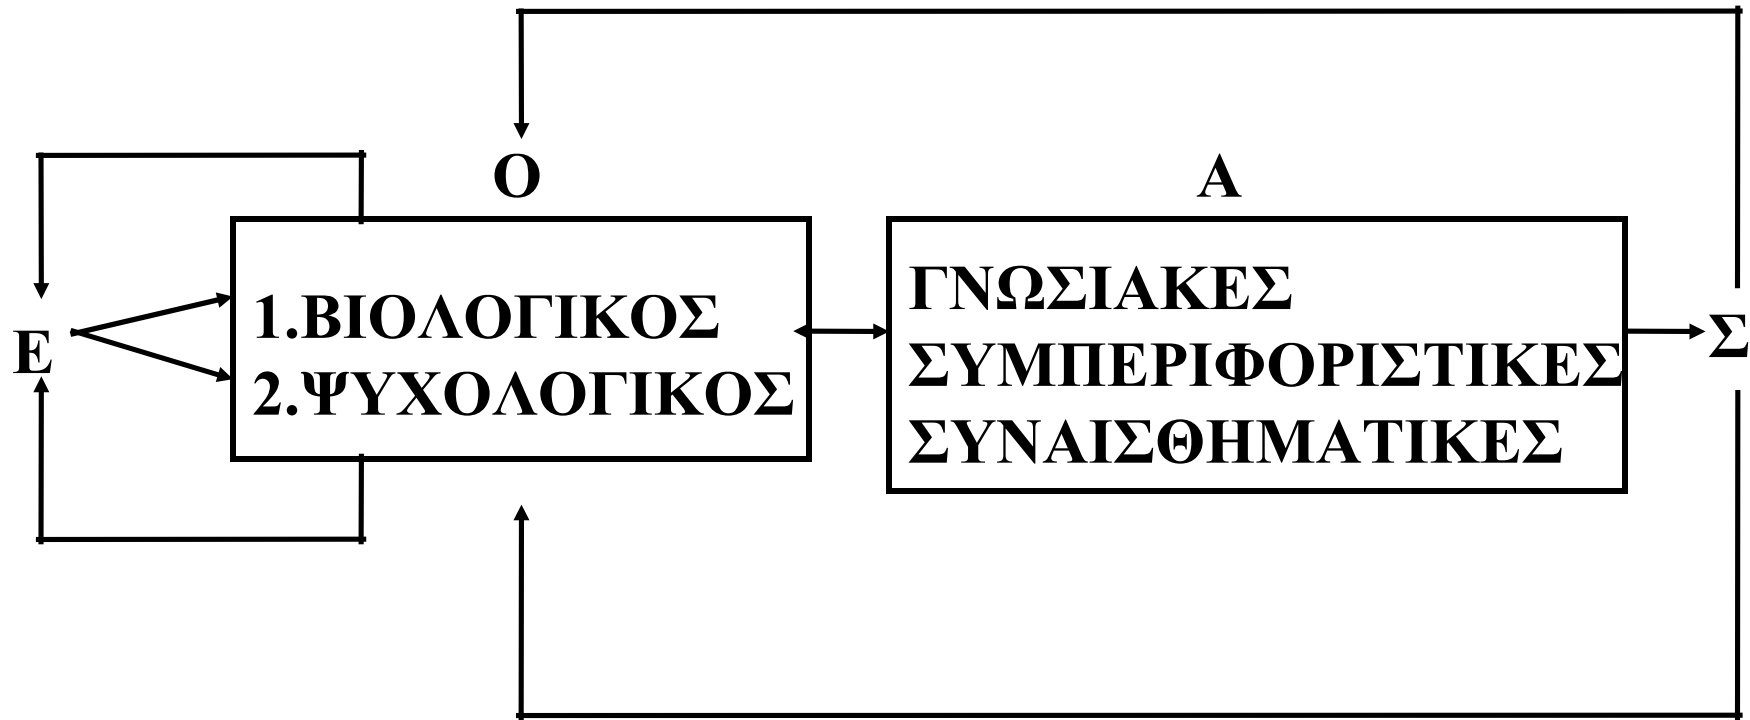 Ο
Α
Ε
1.ΒΙΟΛΟΓΙΚΟΣ
2.ΨΥΧΟΛΟΓΙΚΟΣ
ΓΝΩΣΙΑΚΕΣ
ΣΥΜΠΕΡΙΦΟΡΙΣΤΙΚΕΣ
ΣΥΝΑΙΣΘΗΜΑΤΙΚΕΣ
Σ